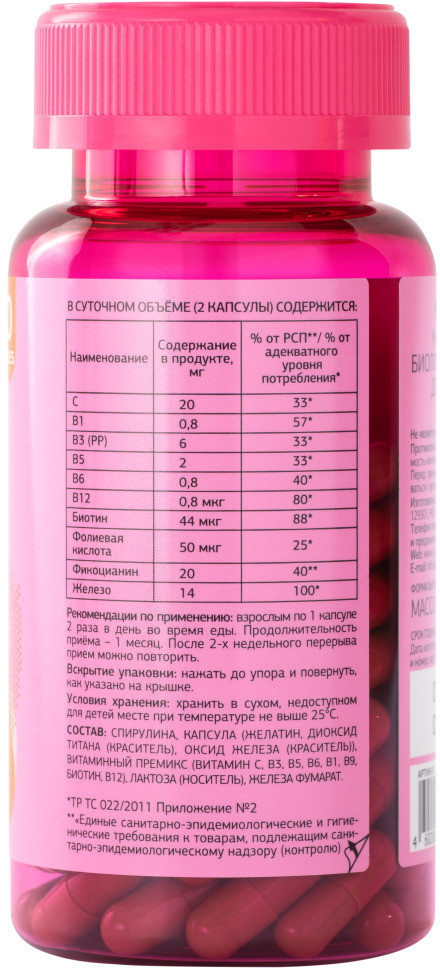 В СУТОЧНОМ ОБЪЁМЕ (2 КАПСУЛЫ) СОДЕРЖИТСЯ:
Наименование
Содержание
в продукте,
мг
% от РСП**/ % от
адекватного
уровня
потребления*
С 20 33*
В1 0,8 57*
В3 (РР) 6 33*
В5 2 33*
В6 0,8 40*
В12 0,8 мкг 80*
Биотин 44 мкг 88*
Фолиевая
кислота 50 мкг 25*
Фикоцианин 20 40**
Железо 14 100*
Рекомендации по применению: взрослым по 1 капсуле
2 раза в день во время еды. Продолжительность
приёма – 1 месяц. После 2-х недельного перерыва
прием можно повторить.
Вскрытие упаковки: нажать до упора и повернуть,
как указано на крышке.
Условия хранения: хранить в сухом, недоступном
для детей месте при температуре не выше 25°С.
СОСТАВ: СПИРУЛИНА, КАПСУЛА (ЖЕЛАТИН, ДИОКСИД
ТИТАНА (КРАСИТЕЛЬ), ОКСИД ЖЕЛЕЗА (КРАСИТЕЛЬ)),
ВИТАМИННЫЙ ПРЕМИКС (ВИТАМИН С, В3, В5, В6, В1, В9,
БИОТИН, В12), ЛАКТОЗА (НОСИТЕЛЬ), ЖЕЛЕЗА ФУМАРАТ.
*ТР ТС 022/2011 Приложение №2
**«Единые санитарно-эпидемиологические и гигие-
нические требования к товарам, подлежащим сани-
тарно-эпидемиологическому надзору (контролю)